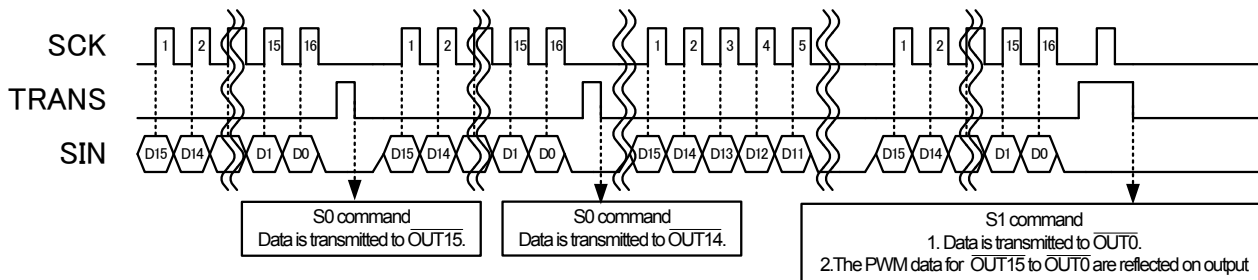 SCK 1 2 15 16 1 2 15 16 1 2 3 4 5 1 2 15 16
TRANS
SIN D15 D14 D1 D0 D15 D14 D1 D0 D15 D14 D13 D12 D11 D15 D14 D1 D0
S0 command
Data is transmitted to OUT15.
S0 command
Data is transmitted to OUT14.
S1 command
1. Data is transmitted to OUT0.
2.The PWM data for OUT15 to OUT0 are reflected on output